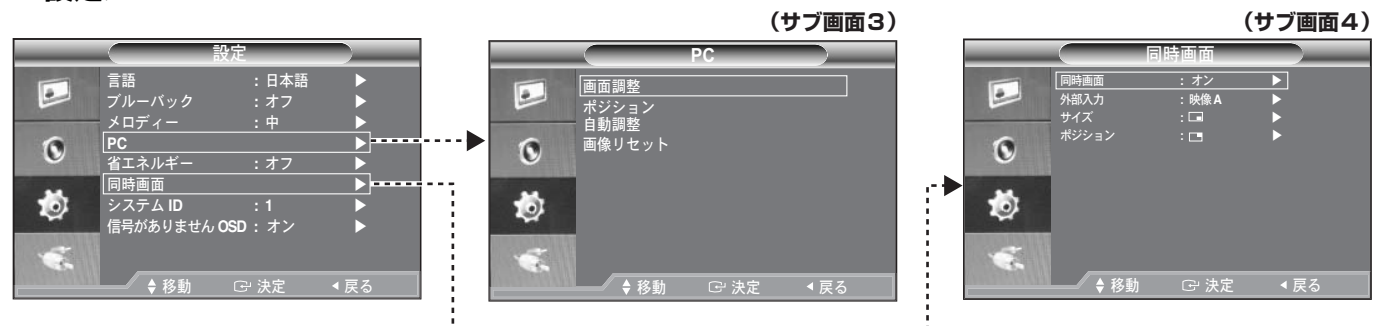 (サブ画面3)
(サブ画面4)
設定
言語 : 日本語 ▶
ブルーバック : オフ ▶
メロディー : 中 ▶
PC ▶
省エネルギー : オフ ▶
同時画面 ▶
システム ID : 1 ▶
信号がありません OSD : オン ▶
移動 決定 戻る
PC
画面調整
ポジション
自動調整
画像リセット
移動 決定 戻る
同時画面
同時画面 : オン ▶
外部入力 : 映像 A ▶
サイズ : ▶
ポジション : ▶
移動 決定 戻る